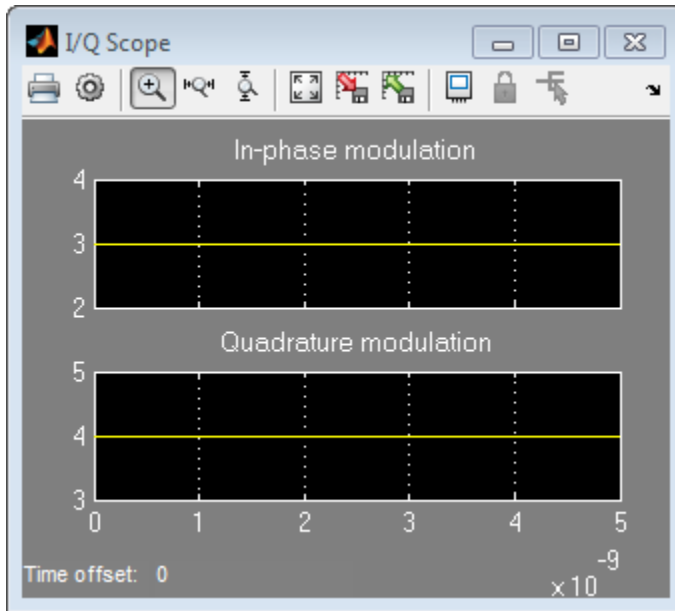 I/Q Scope
In-phase modulation
4
3
2
Quadrature modulation
5
4
3
0 1 2 3 4 5
Time offset: 0
x 10 -9